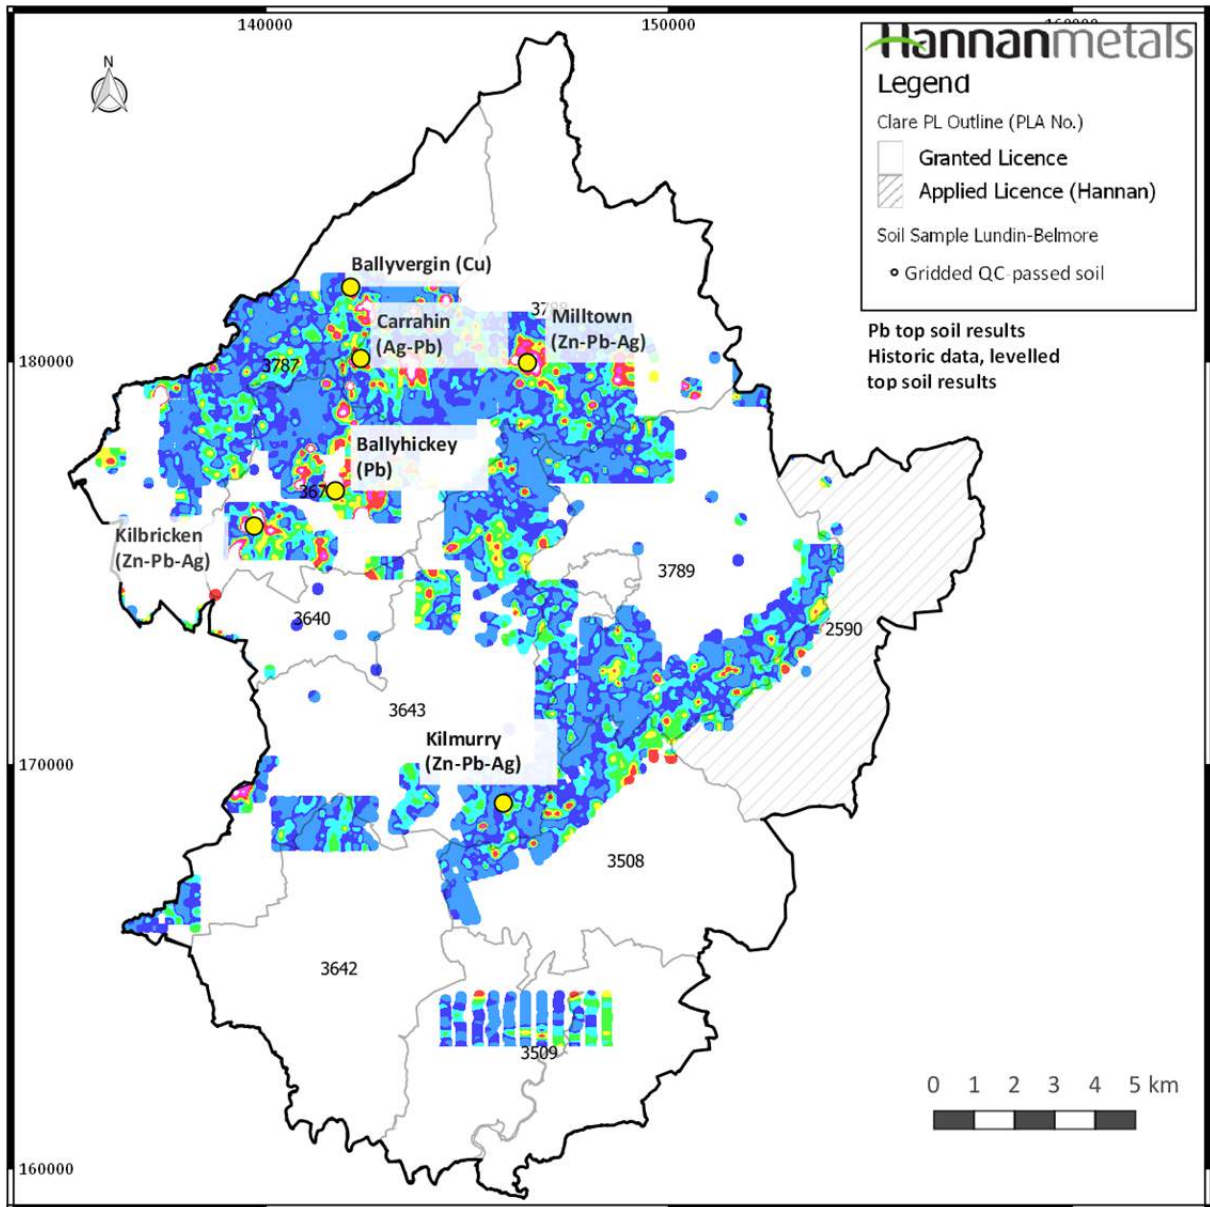 140000
150000
N
Hannanmetals
Legend
Clare PL Outline (PLA No.)
Granted Licence
Applied Licence (Hannan)
Soil Sample Lundin-Belmore
Gridded QC-passed soil
Pb top soil results
Historic data, levelled
top soil results
Ballyvergin (Cu)
Carrahin
(Ag-Pb)
Milltown
(Zn-Pb-Ag)
180000
3787
Ballyhickey
(Pb)
Kilbricken
(Zn-Pb-Ag)
3789
3640
2590
3643
Kilmurry
(Zn-Pb-Ag)
170000
3508
3642
3509
0 1 2 3 4 5 km
160000